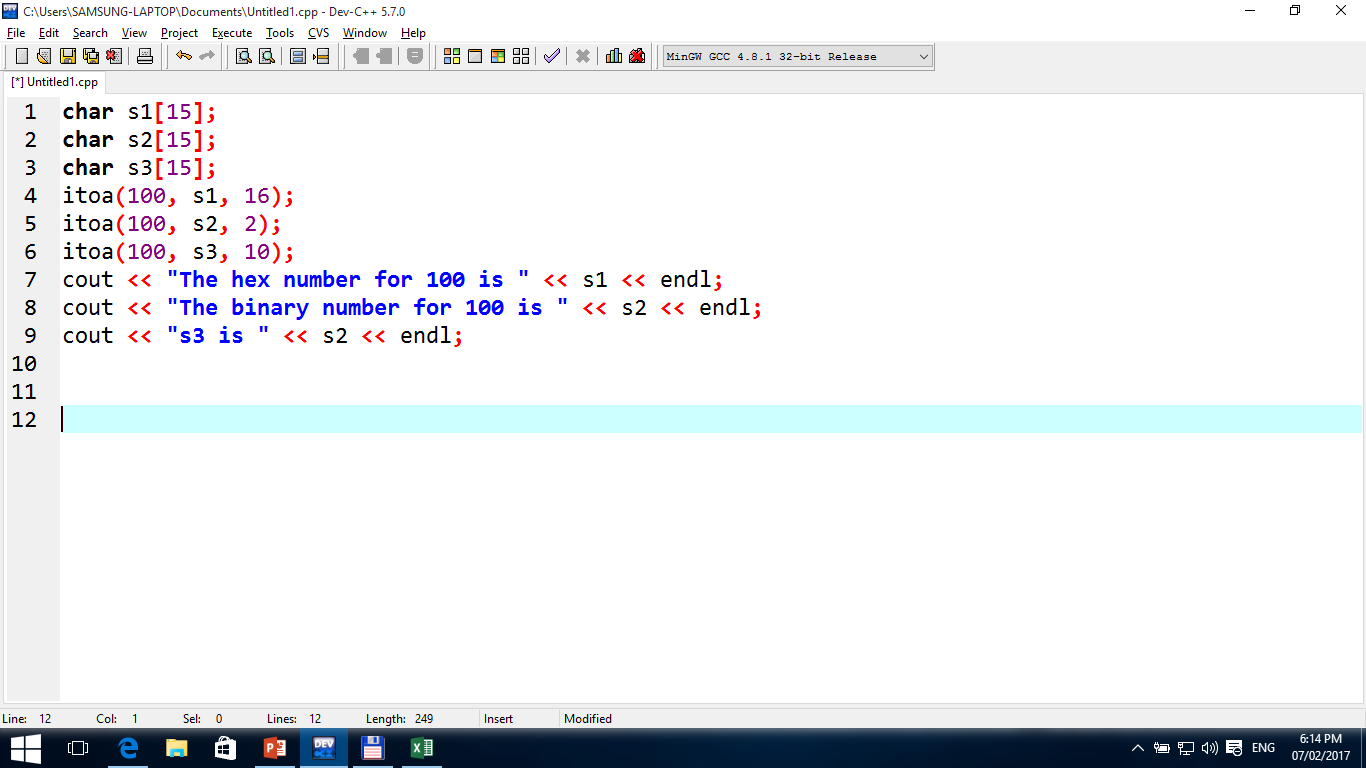 C:\Users\SAMSUNG-LAPTOP\Documents\Untitled1.cpp - Dev-C++ 5.7.0
File Edit Search View Project Execute Tools CVS Window Help
MinGW GCC 4.8.1 32-bit Release
[*] Untitled1.cpp
1 char s1[15];
2 char s2[15];
3 char s3[15];
4 itoa(100, s1, 16);
5 itoa(100, s2, 2);
6 itoa(100, s3, 10);
7 cout << "The hex number for 100 is " << s1 << endl;
8 cout << "The binary number for 100 is " << s2 << endl;
9 cout << "s3 is " << s2 << endl;
10
11
12
Line: 12 Col: 1 Sel: 0 Lines: 12 Length: 249 Insert Modified
DEV
ENG
6:14 PM
07/02/2017